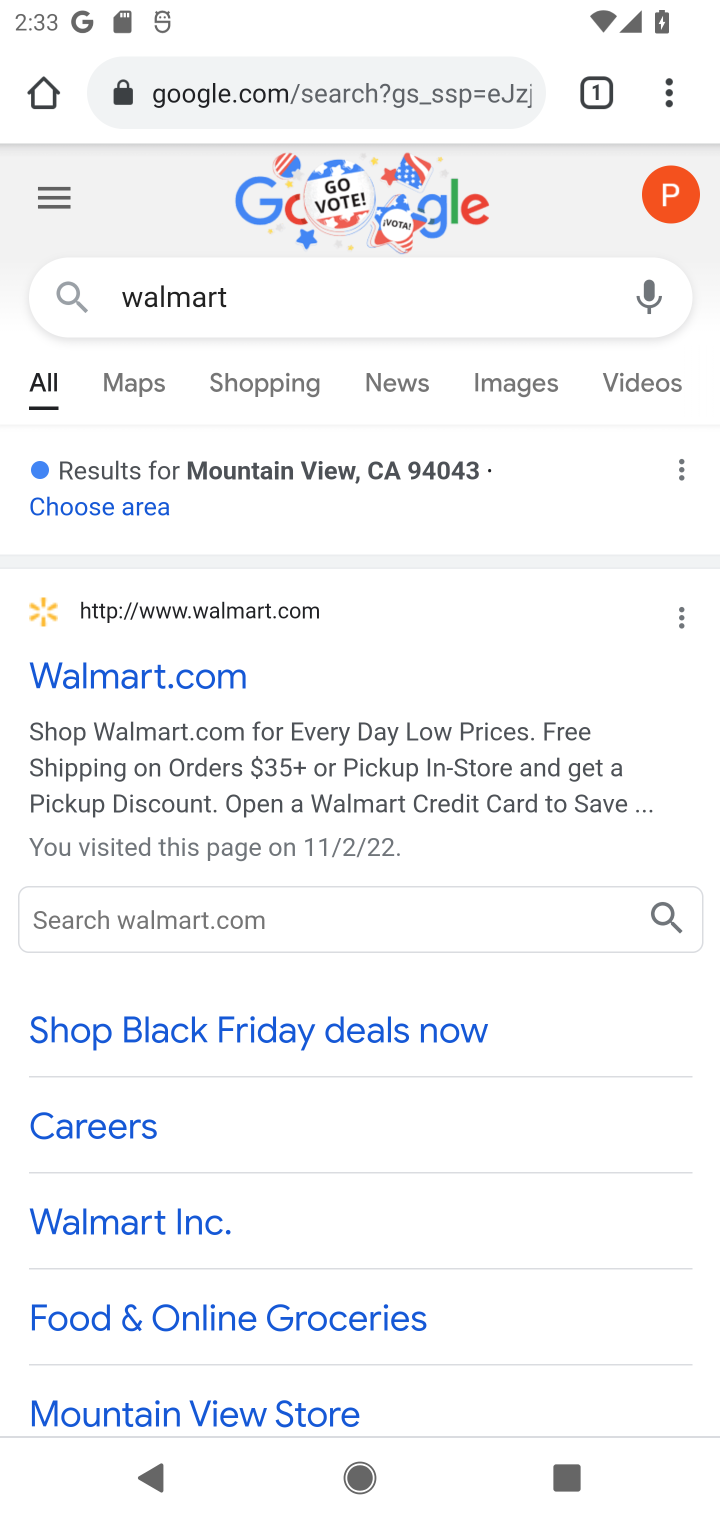 2:33
google.com/search?gs_ssp=eJzj
1
GO VOTE!
¡VOTA!
Google
P
walmart
All Maps Shopping News Images Videos
Results for Mountain View, CA 94043 ·
Choose area
http://www.walmart.com
Walmart.com
Shop Walmart.com for Every Day Low Prices. Free
Shipping on Orders $35+ or Pickup In-Store and get a
Pickup Discount. Open a Walmart Credit Card to Save ...
You visited this page on 11/2/22.
Search walmart.com
Shop Black Friday deals now
Careers
Walmart Inc.
Food & Online Groceries
Mountain View Store